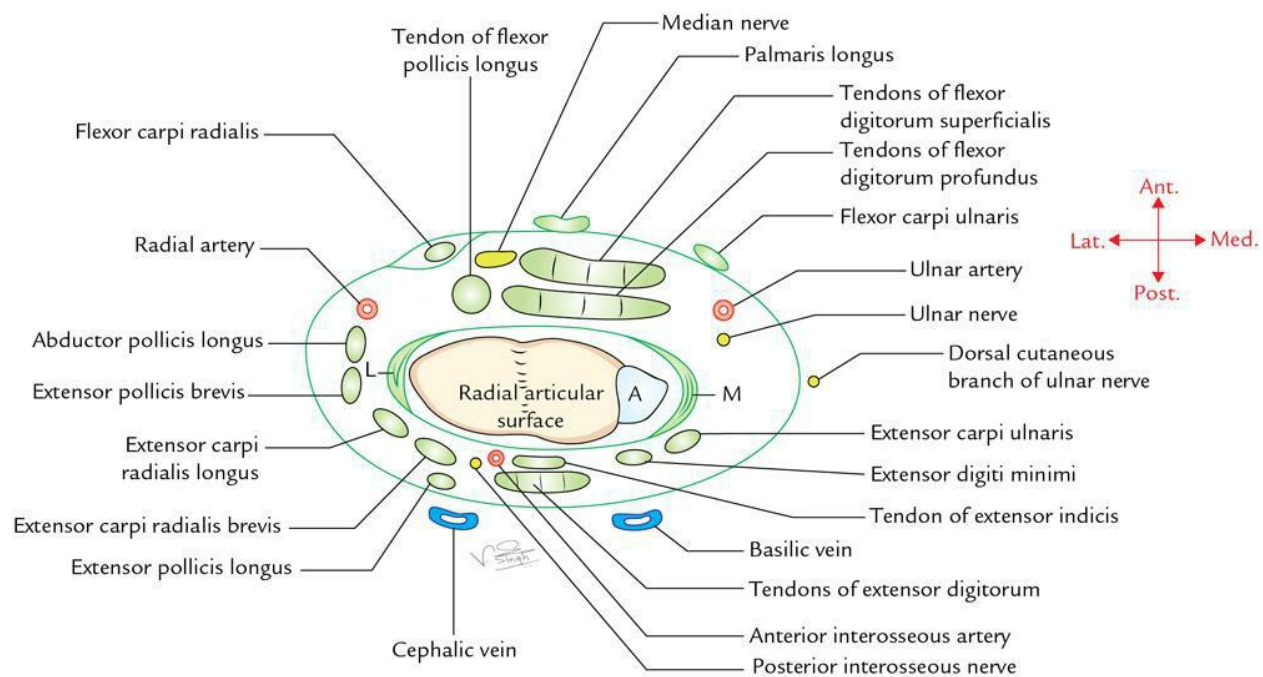 Median nerve
Tendon of flexor
pollicis longus
Palmaris longus
Tendons of flexor
digitorum superficialis
Flexor carpi radialis
Tendons of flexor
digitorum profundus
Ant.
Flexor carpi ulnaris
Radial artery
Lat.
Med.
Ulnar artery
Post.
Ulnar nerve
Abductor pollicis longus
Dorsal cutaneous
branch of ulnar nerve
L
Extensor pollicis brevis
Radial articular
surface
A
M
Extensor carpi
radialis longus
Extensor carpi ulnaris
Extensor digiti minimi
Extensor carpi radialis brevis
Tendon of extensor indicis
Basilic vein
Singh
Extensor pollicis longus
Tendons of extensor digitorum
Cephalic vein
Anterior interosseous artery
Posterior interosseous nerve